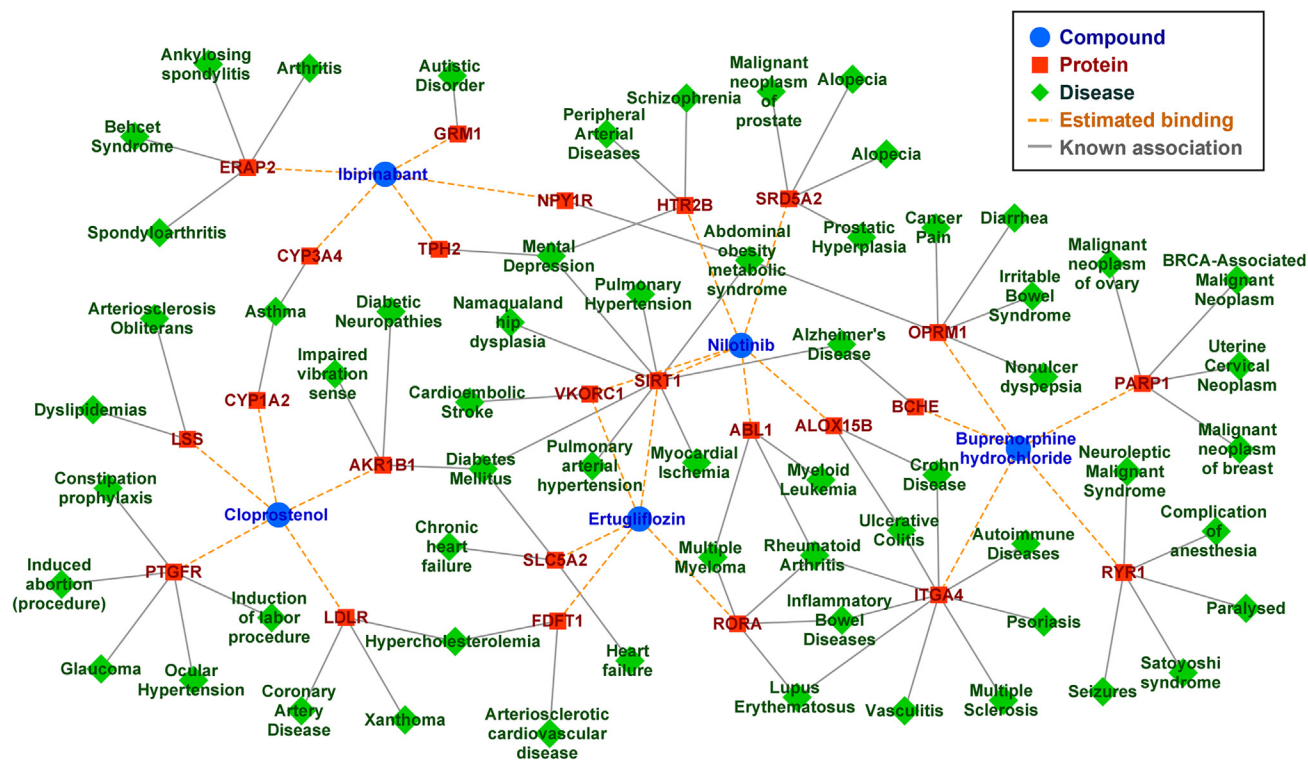 Compound
Protein
Disease
Estimated binding
Known association
Ankylosing
spondylitis
Arthritis
Autistic
Disorder
Behcet
Syndrome
ERAP2
GRM1
Ibipinabant
Spondyloarthritis
CYP3A4
TPH2
NPY1R
Schizophrenia
Peripheral
Arterial
Diseases
HTR2B
Malignant
neoplasm
of
prostate
Alopecia
Alopecia
SRD5A2
Prostatic
Hyperplasia
Mental
Depression
Abdominal
obesity
metabolic
syndrome
Cancer
Pain
Diarrhea
Irritable
Bowel
Syndrome
OPRM1
Nonulcer
dyspepsia
Malignant
neoplasm
of ovary
BRCA-Associated
Malignant
Neoplasm
Uterine
Cervical
Neoplasm
PARP1
Malignant
neoplasm
of breast
Arteriosclerosis
Obliterans
Asthma
Diabetic
Neuropathies
Impaired
vibration
sense
Namaqualand
hip
dysplasia
Pulmonary
Hypertension
Nilotinib
Alzheimer's
Disease
Dyslipidemias
CYP1A2
LSS
Cardioembolic
Stroke
VKORC1
SIRT1
BCHE
ABL1
ALOX15B
Buprenorphine
hydrochloride
AKR1B1
Diabetes
Mellitus
Pulmonary
arterial
hypertension
Myocardial
Ischemia
Myeloid
Leukemia
Crohn
Disease
Neuroleptic
Malignant
Syndrome
Constipation
prophylaxis
Cloprostenol
Ertugliflozin
Chronic
heart
failure
SLC5A2
Multiple
Myeloma
Rheumatoid
Arthritis
Ulcerative
Colitis
Autoimmune
Diseases
Complication
of
anesthesia
Induced
abortion
(procedure)
PTGFR
Induction
of labor
procedure
LDLR
Hypercholesterolemia
FDFT1
RORA
Inflammatory
Bowel
Diseases
ITGA4
Psoriasis
RYR1
Paralysed
Glaucoma
Ocular
Hypertension
Coronary
Artery
Disease
Xanthoma
Heart
failure
Arteriosclerotic
cardiovascular
disease
Lupus
Erythematosus
Vasculitis
Multiple
Sclerosis
Seizures
Satoyoshi
syndrome